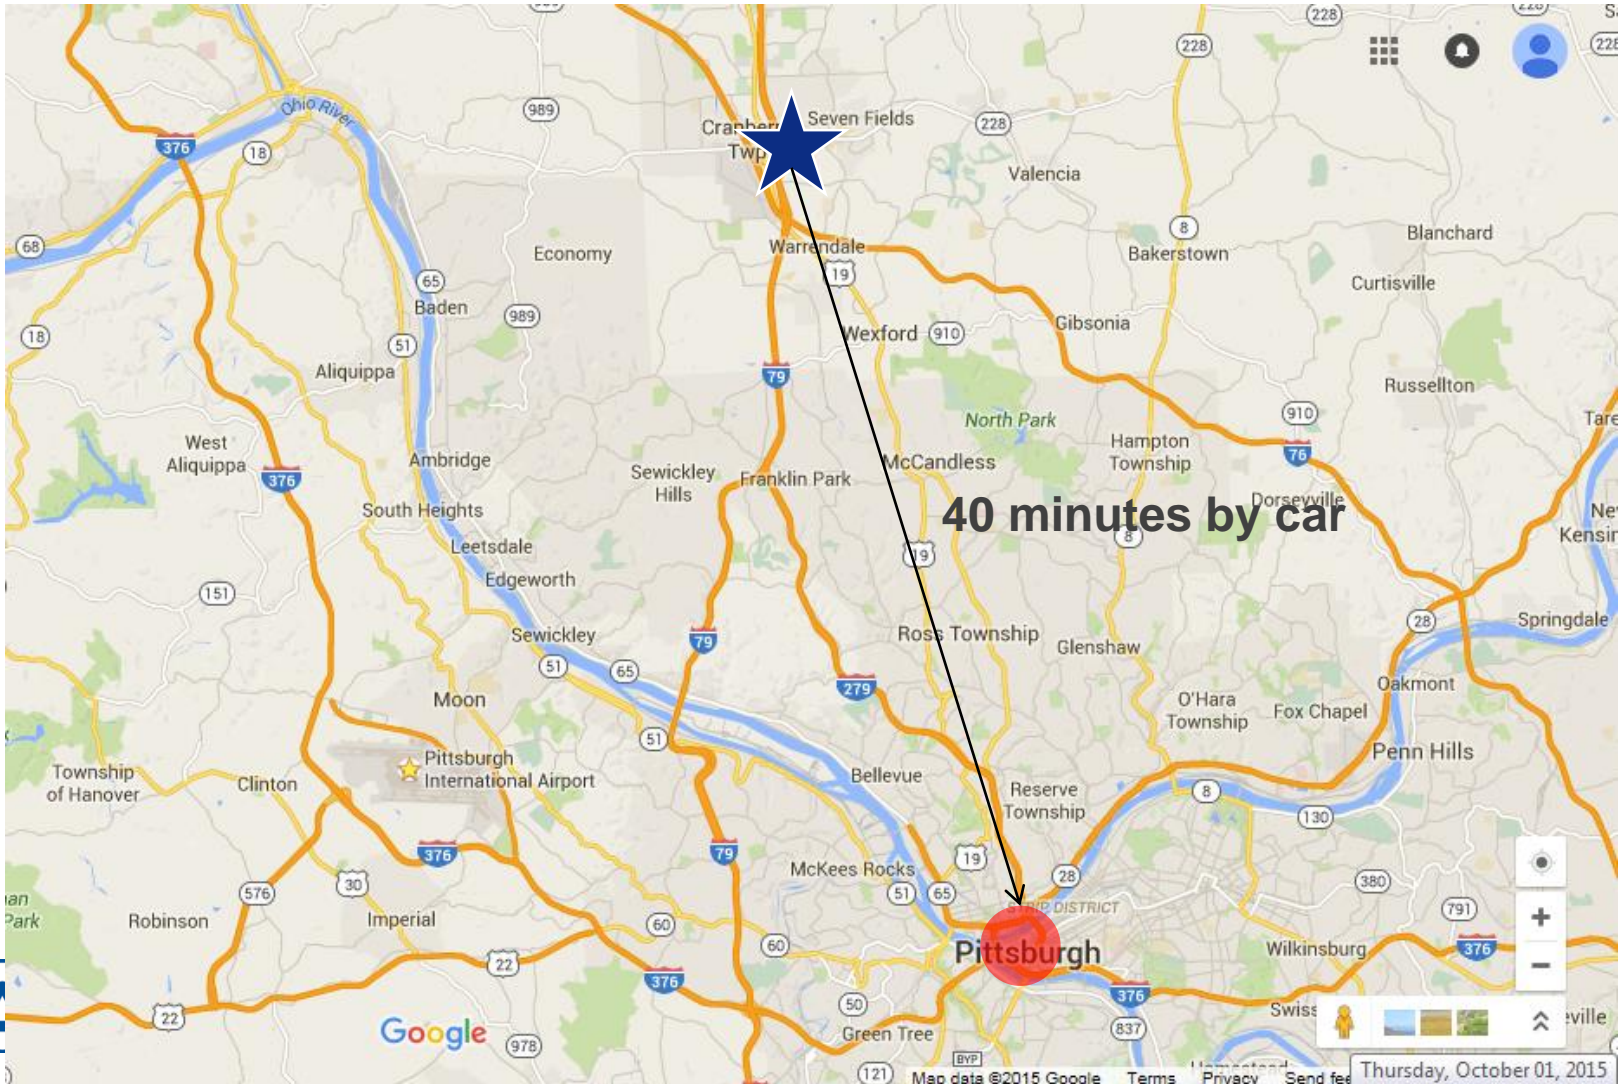 228
228
228
228
Ohio River
989
Seven Fields
228
376
18
Twp
Valencia
8
Blanchard
68
Economy
Warrendale
Bakerstown
19
Curtisville
65
Baden
989
18
51
Wexford
910
Gibsonia
Aliquippa
79
Russellton
North Park
910
West
Aliquippa
Ambridge
Hampton
Township
76
376
Sewickley
Hills
Franklin Park
McCandless
South Heights
Dorseyville
40 minutes by car
8
Leetsdale
19
Edgeworth
151
28
Springdale
Sewickley
79
Ross Township
Glenshaw
51
65
279
Oakmont
Moon
O'Hara
Township
Fox Chapel
51
Penn Hills
Pittsburgh
International Airport
Township
of Hanover
Clinton
Bellevue
Reserve
Township
8
130
376
79
McKees Rocks
19
28
380
576
30
51
65
STRIP DISTRICT
791
Park
Robinson
Imperial
60
60
Pittsburgh
Wilkinsburg
376
22
376
376
22
50
Green Tree
837
Google
978
BYP
121
Map data ©2015 Google Terms Privacy
Thursday, October 01, 2015